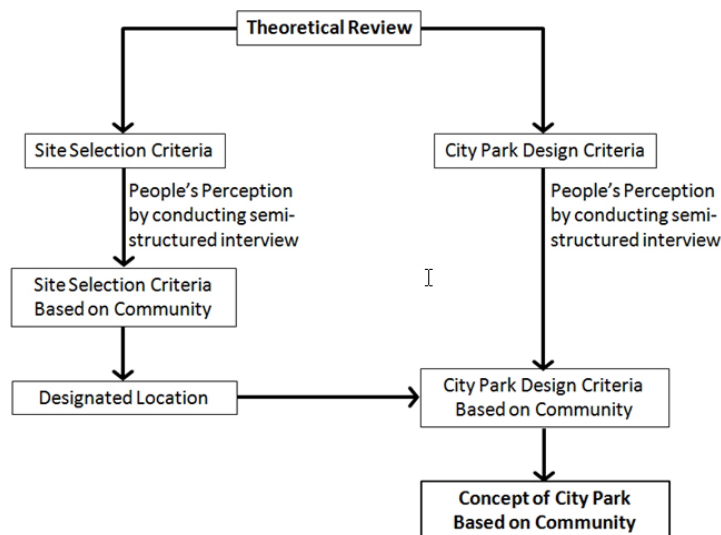 Theoretical Review
Site Selection Criteria
City Park Design Criteria
People's Perception
by conducting semi-
structured interview
People's Perception
by conducting semi-
structured interview
Site Selection Criteria
Based on Community
Designated Location
City Park Design Criteria
Based on Community
Concept of City Park
Based on Community